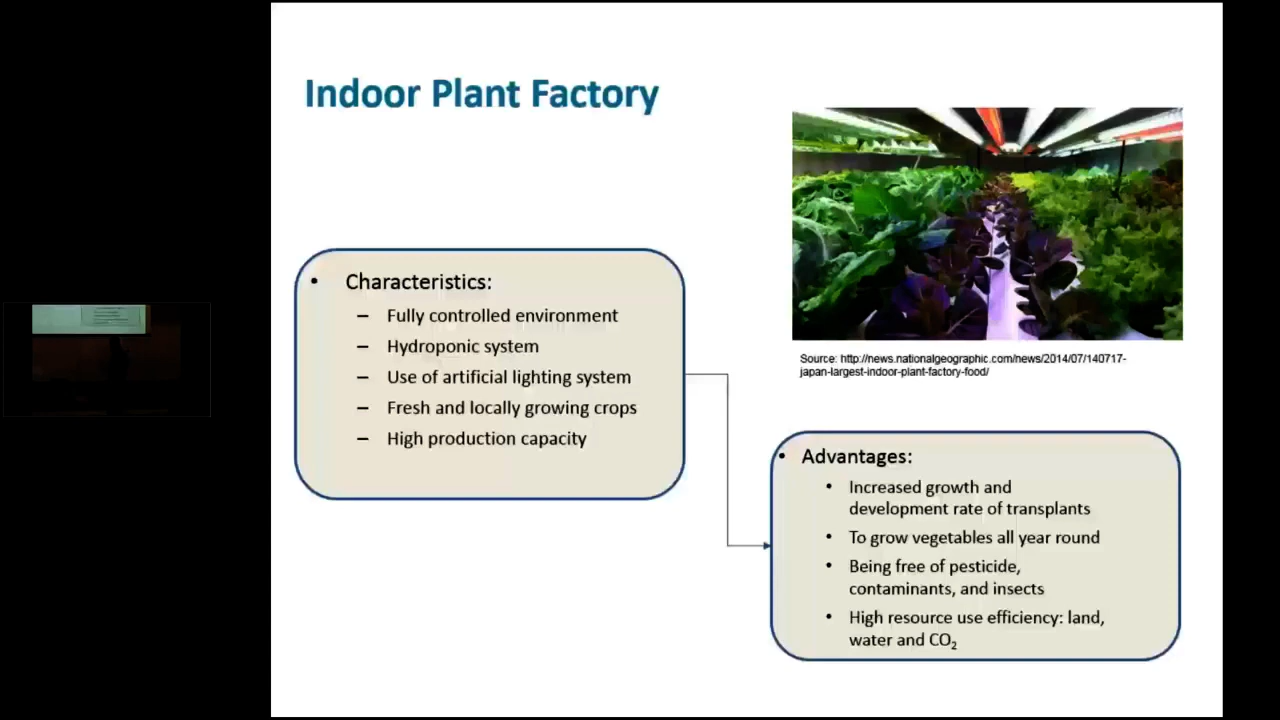 Indoor Plant Factory
• Characteristics:
– Fully controlled environment
– Hydroponic system
– Use of artificial lighting system
– Fresh and locally growing crops
– High production capacity
Source: http://news.nationalgeographic.com/news/2014/07/140717-
japan-largest-indoor-plant-factory-food/
• Advantages:
• Increased growth and
development rate of transplants
• To grow vegetables all year round
• Being free of pesticide,
contaminants, and insects
• High resource use efficiency: land,
water and CO₂